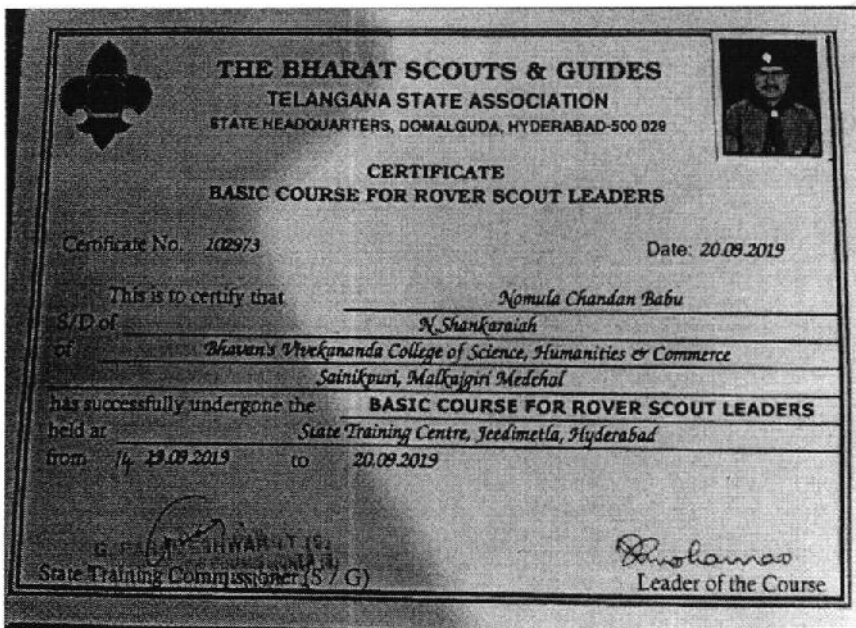 THE BHARAT SCOUTS & GUIDES
TELANGANA STATE ASSOCIATION
STATE HEADQUARTERS, DOMALGUDA, HYDERABAD-500 029
CERTIFICATE
BASIC COURSE FOR ROVER SCOUT LEADERS
Certificate No. 102973 Date: 20.09.2019
This is to certify that Nomula Chandan Babu
S/D of N.Shankaraiah
of Bhavan's Vivekananda College of Science, Humanities & Commerce
Sainikpuri, Malkajgiri Medchal
has successfully undergone the BASIC COURSE FOR ROVER SCOUT LEADERS
held at State Training Centre, Jeedimetla, Hyderabad
from 14 19.09.2019 to 20.09.2019
State Training Commissioner (S / G)
Leader of the Course